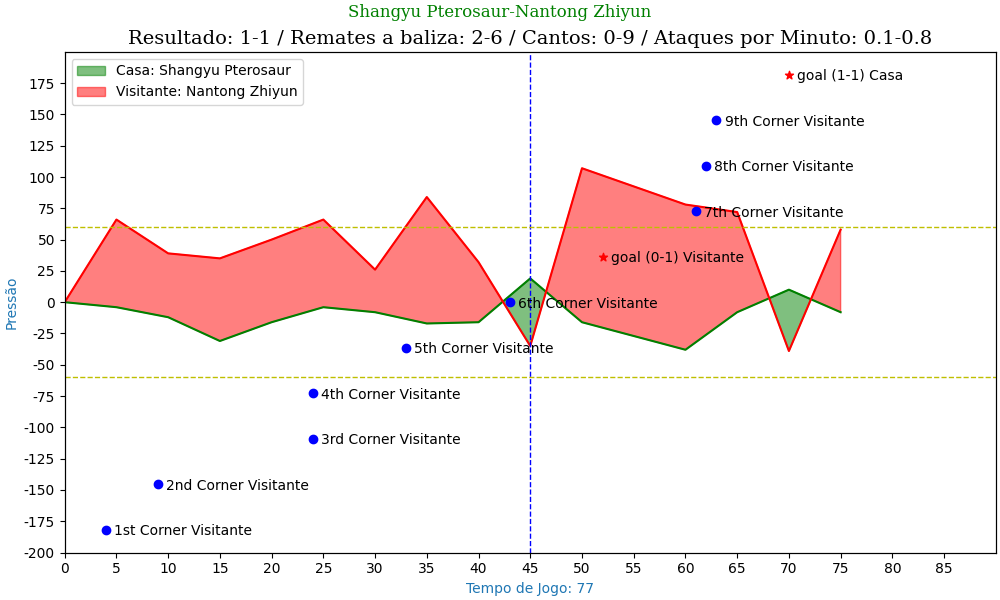 Shangyu Pterosaur-Nantong Zhiyun
Resultado: 1-1 / Remates a baliza: 2-6 / Cantos: 0-9 / Ataques por Minuto: 0.1-0.8
Casa: Shangyu Pterosaur
Visitante: Nantong Zhiyun
goal (1-1) Casa
9th Corner Visitante
8th Corner Visitante
7th Corner Visitante
goal (0-1) Visitante
6th Corner Visitante
5th Corner Visitante
4th Corner Visitante
3rd Corner Visitante
2nd Corner Visitante
1st Corner Visitante
175
150
125
100
75
50
25
0
-25
-50
-75
-100
-125
-150
-175
-200
Pressão
0 5 10 15 20 25 30 35 40 45 50 55 60 65 70 75 80 85
Tempo de Jogo: 77